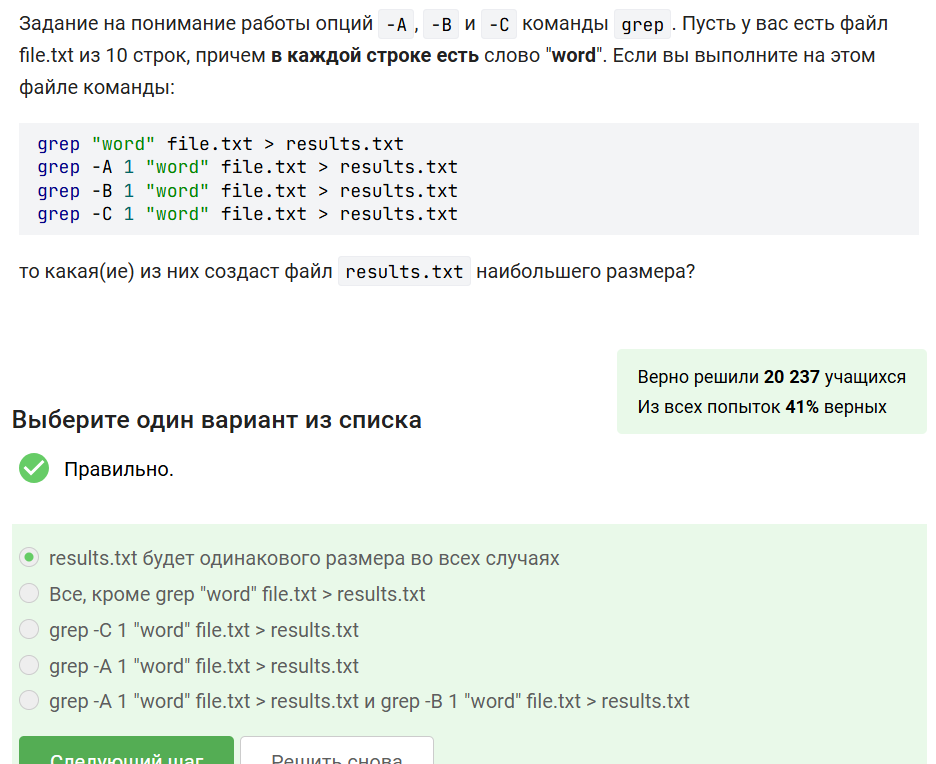 Задание на понимание работы опций -A, -B и -C команды grep. Пусть у вас есть файл
file.txt из 10 строк, причем в каждой строке есть слово "word". Если вы выполните на этом
файле команды:
grep "word" file.txt > results.txt
grep -A 1 "word" file.txt > results.txt
grep -B 1 "word" file.txt > results.txt
grep -C 1 "word" file.txt > results.txt
то какая(ие) из них создаст файл results.txt наибольшего размера?
Верно решили 20 237 учащихся
Из всех попыток 41% верных
Выберите один вариант из списка
Правильно.
results.txt будет одинакового размера во всех случаях
Все, кроме grep "word" file.txt > results.txt
grep -C 1 "word" file.txt > results.txt
grep -A 1 "word" file.txt > results.txt
grep -A 1 "word" file.txt > results.txt и grep -B 1 "word" file.txt > results.txt
Следующий шаг
Решить снова